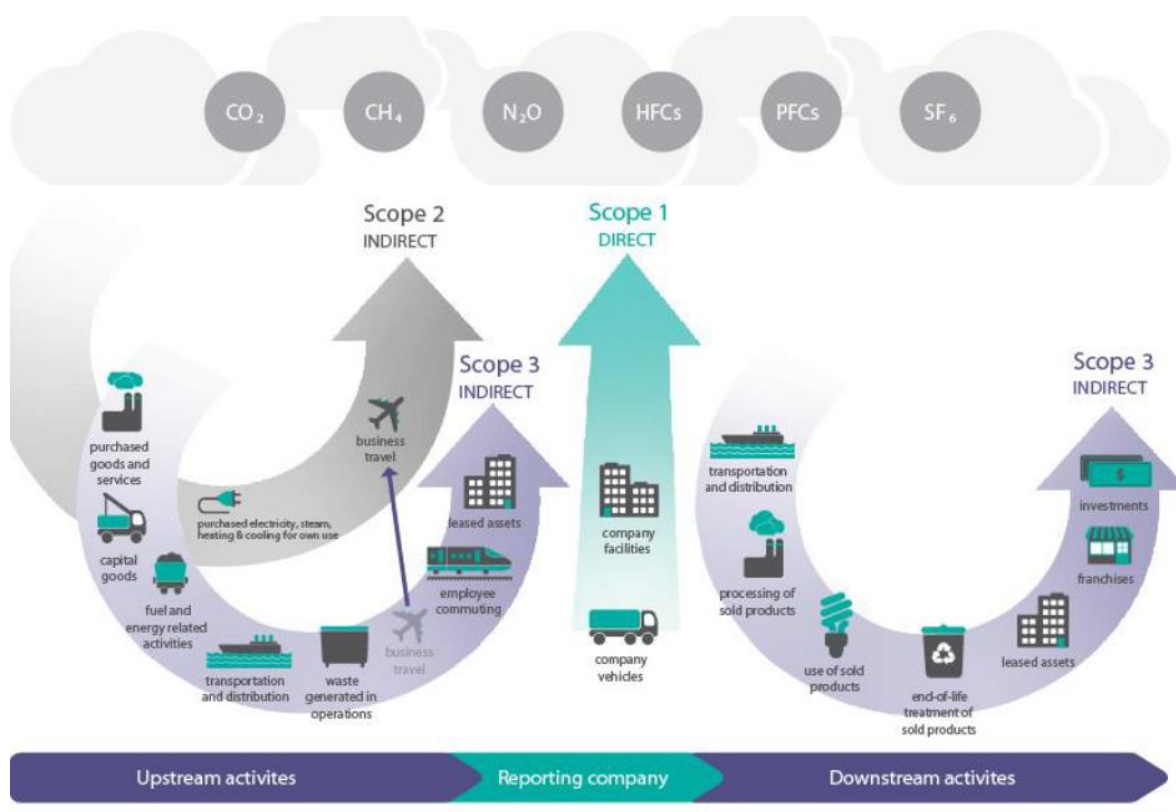 CO₂
CH₄
N₂O
HFCs
PFCs
SF₆
Scope 2
INDIRECT
Scope 1
DIRECT
Scope 3
INDIRECT
Scope 3
INDIRECT
purchased
goods and
services
capital
goods
fuel and
energy related
activities
transportation
and distribution
waste
generated in
operations
business
travel
employee
commuting
leased assets
purchased electricity, steam,
heating & cooling for own use
business
travel
company
facilities
company
vehicles
transportation
and distribution
processing of
sold products
use of sold
products
end-of-life
treatment of
sold products
leased assets
franchises
investments
$
Upstream activites
Reporting company
Downstream activites